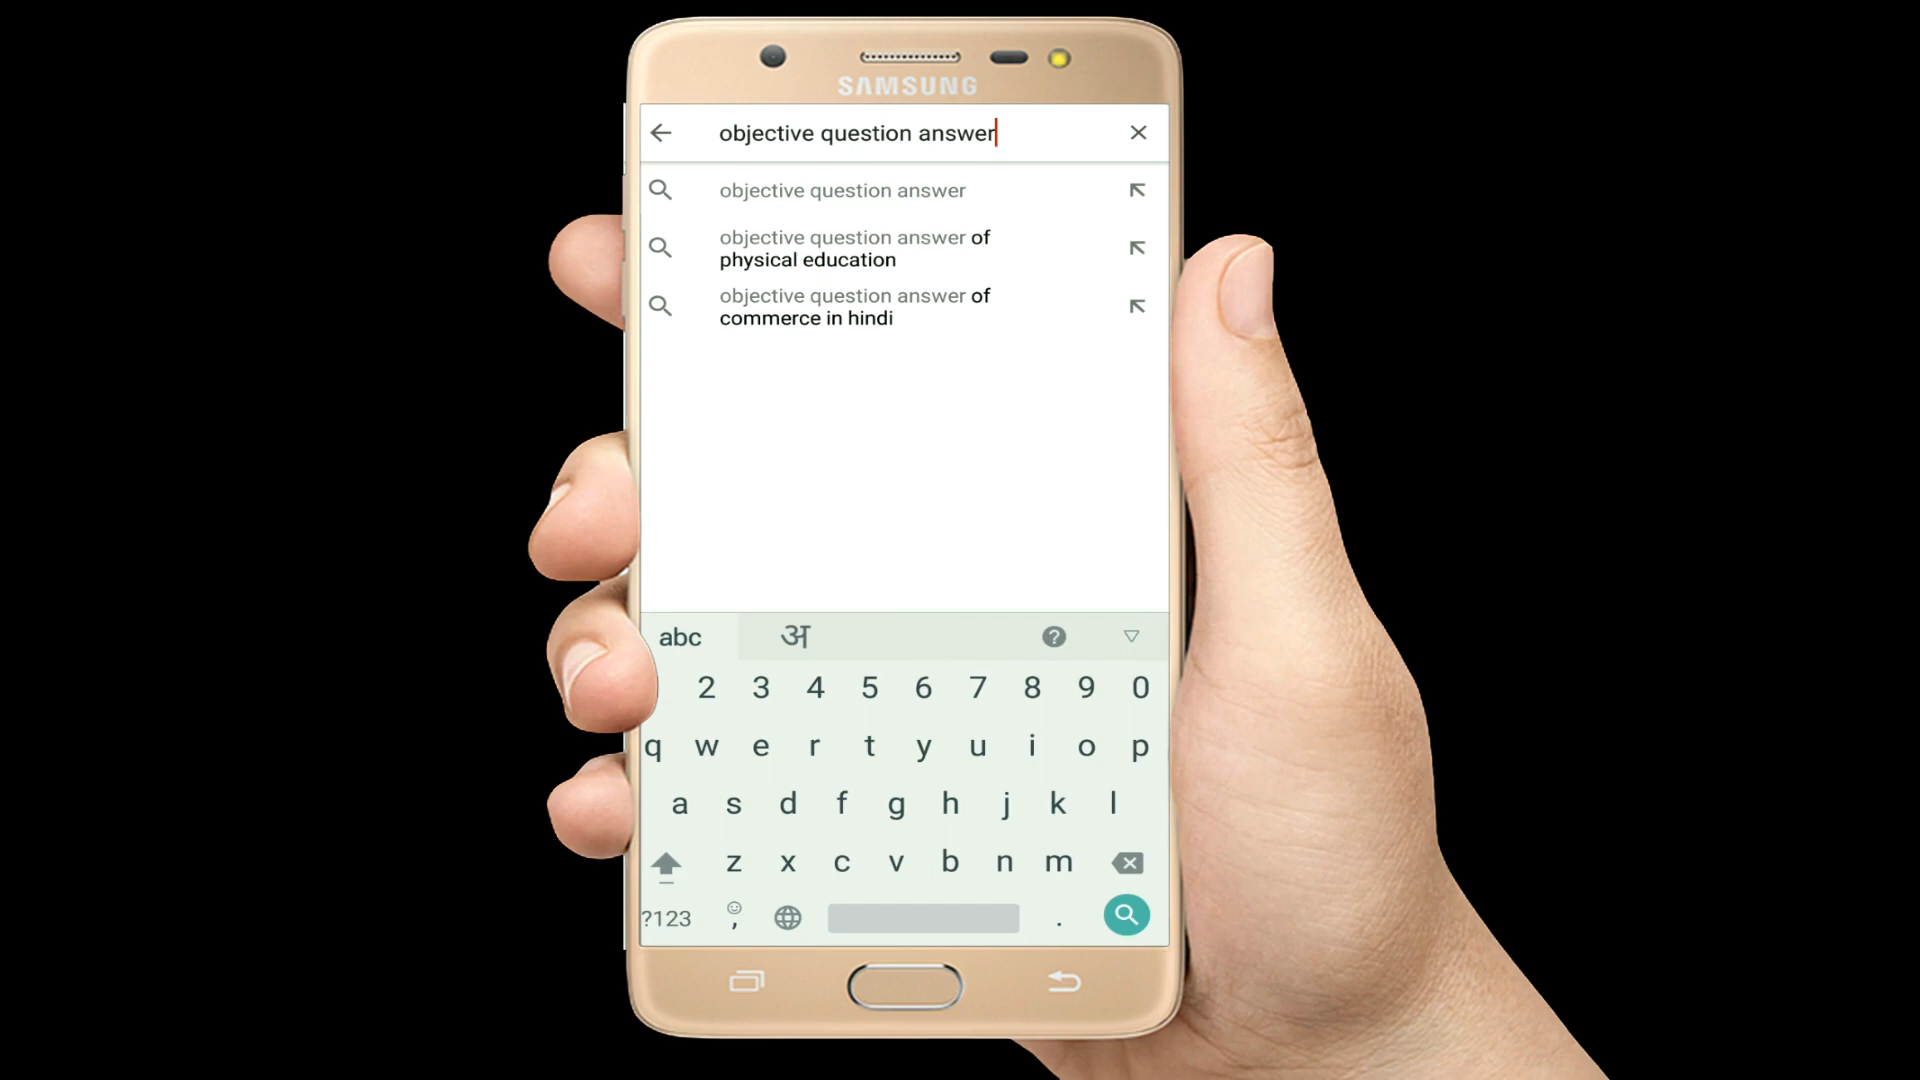 SAMSUNG
objective question answer
objective question answer
objective question answer of
physical education
objective question answer of
commerce in hindi
abc अ ?
2 3 4 5 6 7 8 9 0
q w e r t y u i o p
a s d f g h j k l
z x c v b n m
?123 , .